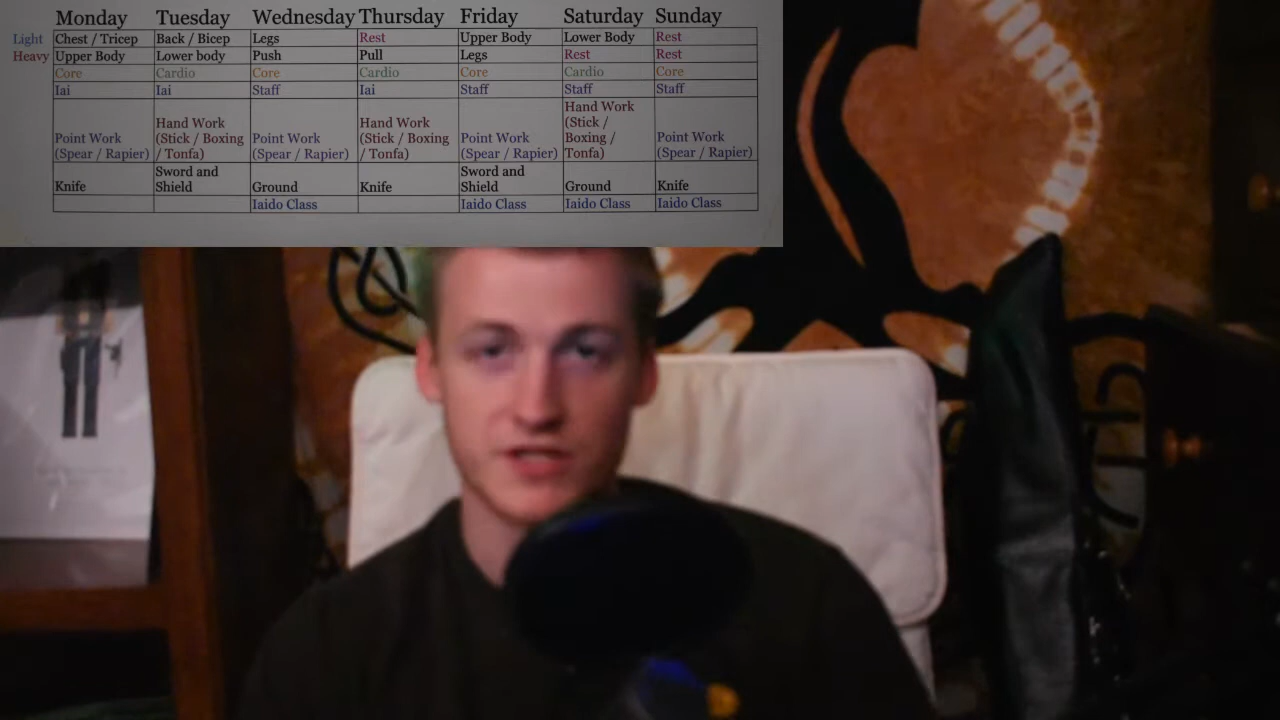 Monday Tuesday Wednesday Thursday Friday Saturday Sunday
Light Chest / Tricep Back / Bicep Legs Rest Upper Body Lower Body Rest
Heavy Upper Body Lower body Push Pull Legs Rest Rest
Core Cardio Core Cardio Core Cardio Core
Iai Iai Staff Iai Staff Staff Staff
Point Work
(Spear / Rapier)
Hand Work
(Stick / Boxing
/ Tonfa)
Point Work
(Spear / Rapier)
Hand Work
(Stick / Boxing
/ Tonfa)
Point Work
(Spear / Rapier)
Hand Work
(Stick /
Boxing /
Tonfa)
Point Work
(Spear / Rapier)
Knife
Sword and
Shield
Ground
Knife
Sword and
Shield
Ground
Knife
Iaido Class Iaido Class Iaido Class Iaido Class